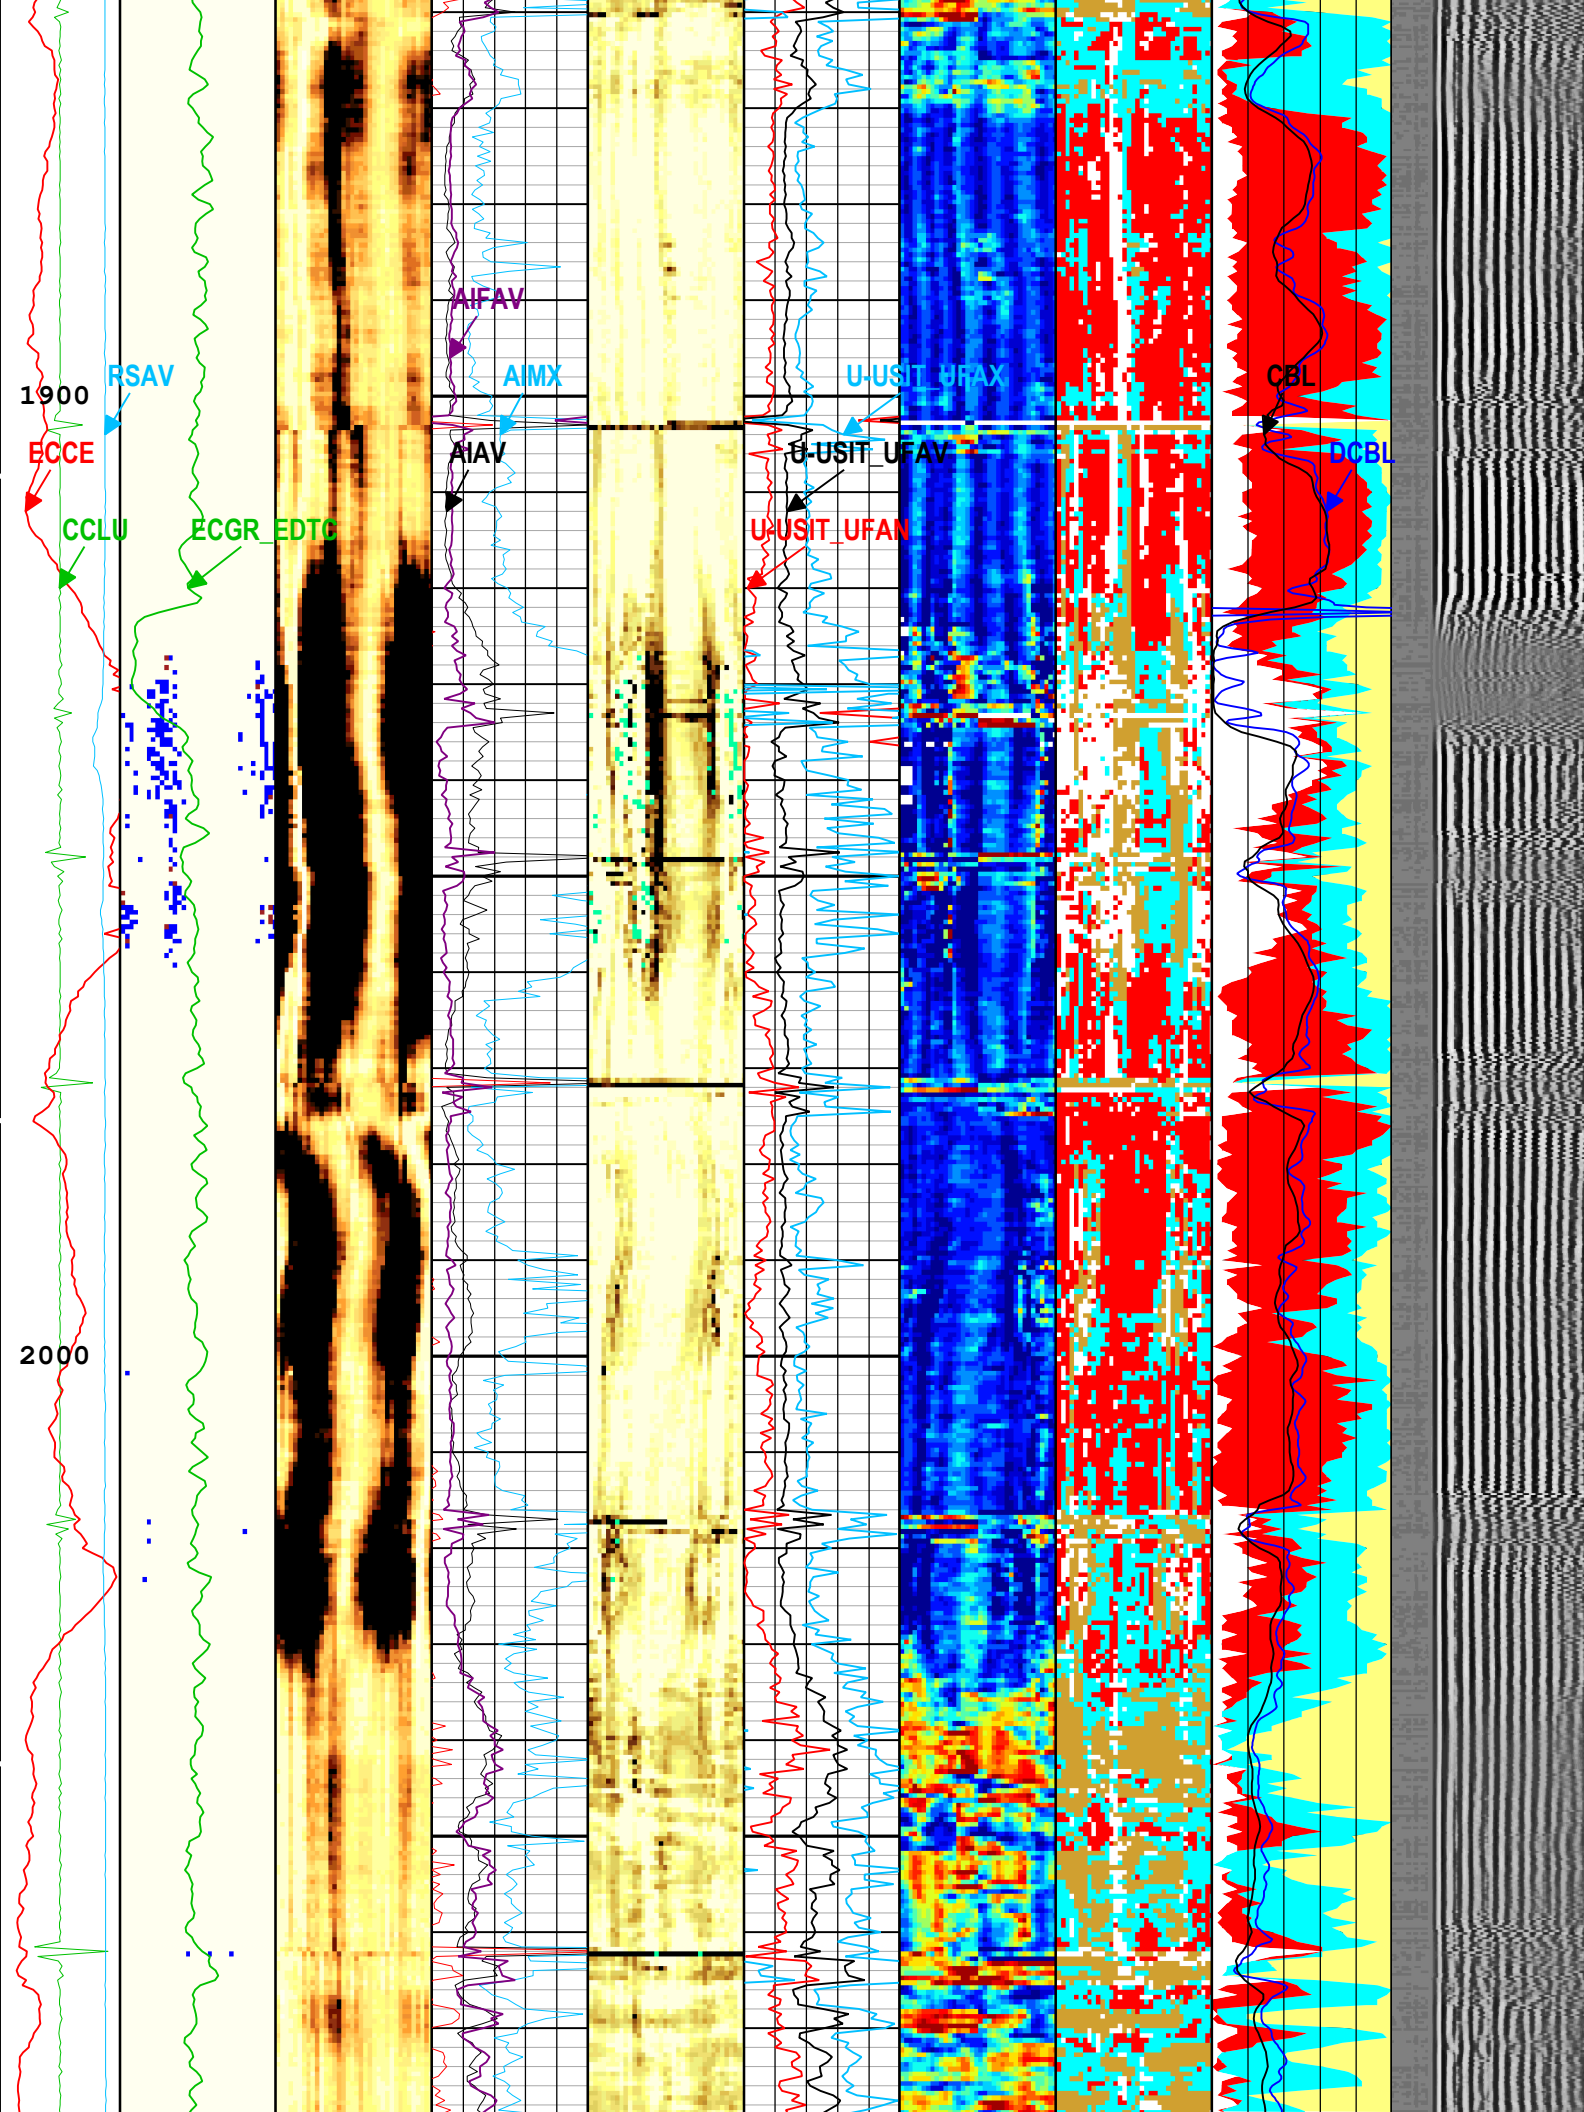 AIFAV
RSAV AIMX U-USIT_UFAX CBL
1900
ECCE AIAV U-USIT_UFAV DCBL
CCLU ECGR_EDTC U-USIT_UFAN
2000